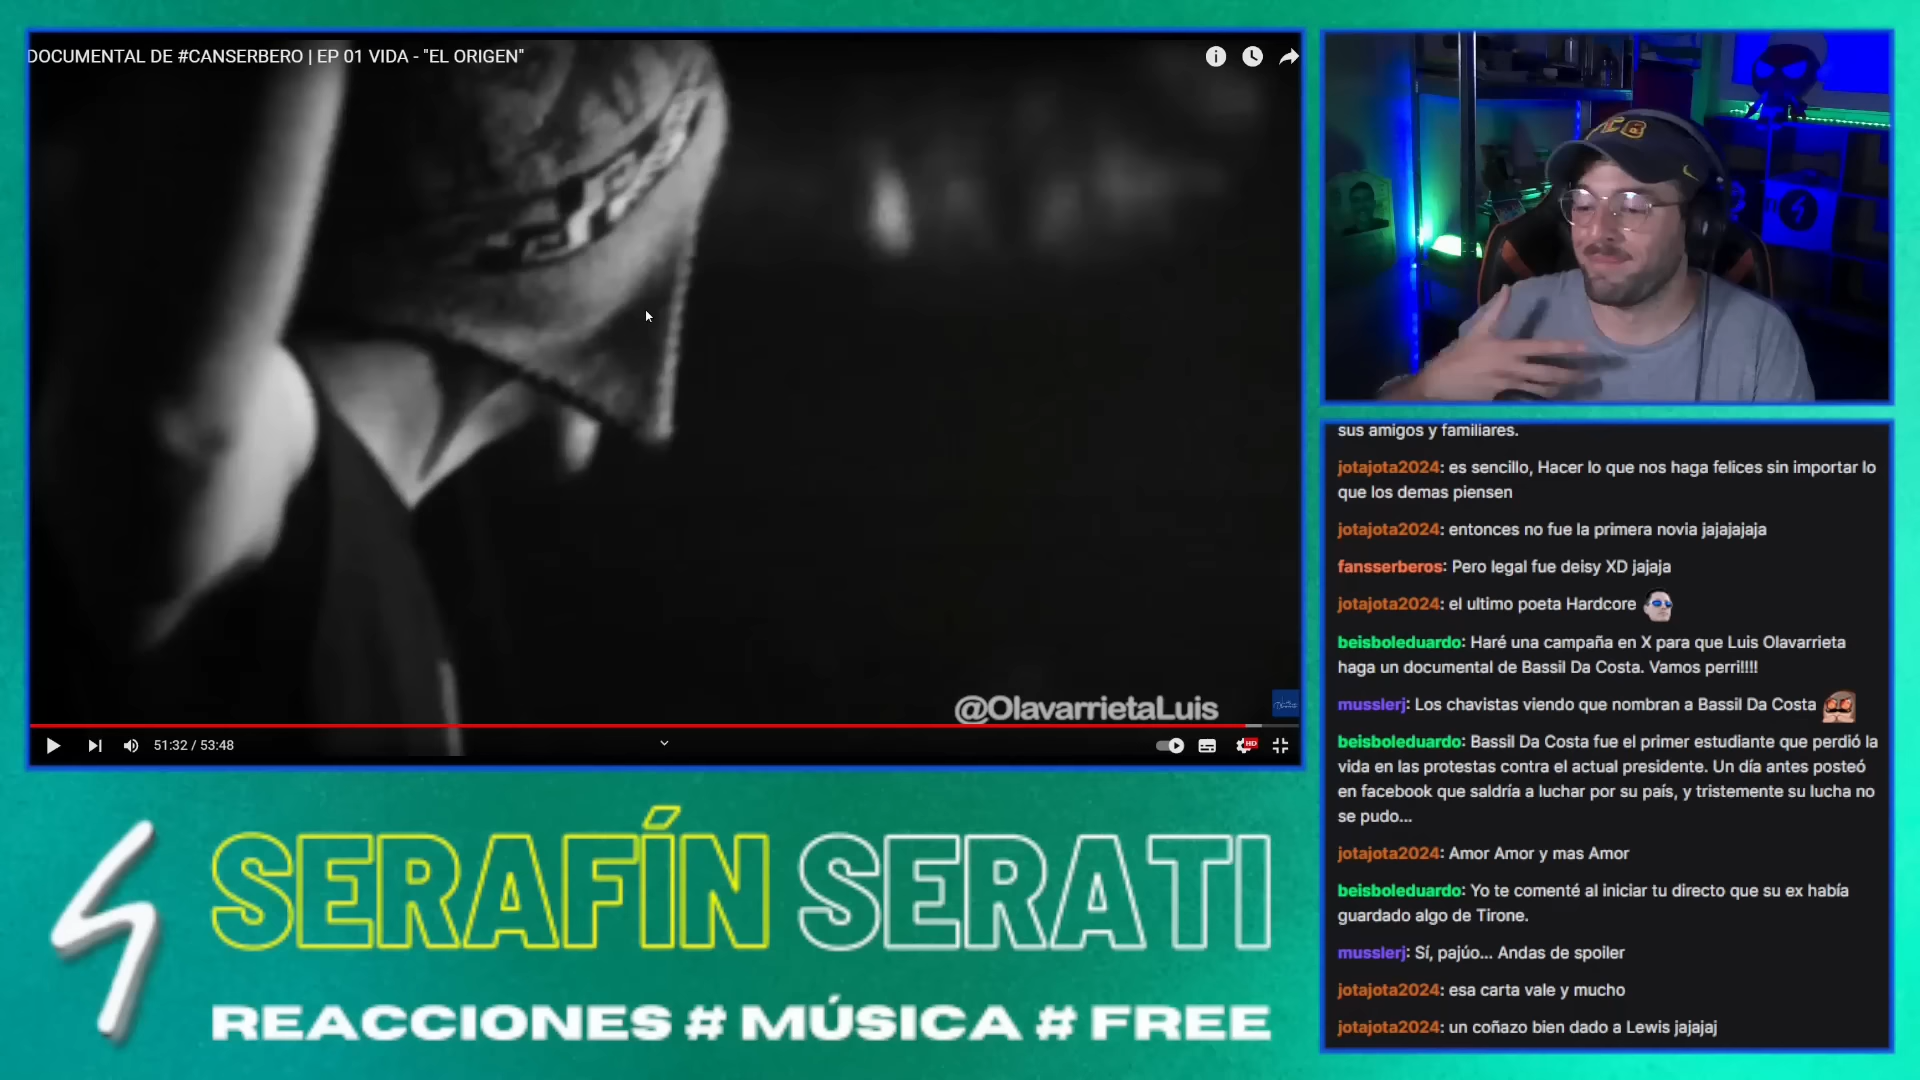 DOCUMENTAL DE #CANSERBERO | EP 01 VIDA - "EL ORIGEN"
@OlavarrietaLuis
51:32 / 53:48
HD
SERAFÍN SERATI
REACCIONES # MÚSICA # FREE
sus amigos y familiares.
jotajota2024: es sencillo, Hacer lo que nos haga felices sin importar lo
que los demas piensen
jotajota2024: entonces no fue la primera novia jajajajaja
fansserberos: Pero legal fue deisy XD jajaja
jotajota2024: el ultimo poeta Hardcore
beisboleduardo: Haré una campaña en X para que Luis Olavarrieta
haga un documental de Bassil Da Costa. Vamos perri!!!!
musslerj: Los chavistas viendo que nombran a Bassil Da Costa
beisboleduardo: Bassil Da Costa fue el primer estudiante que perdió la
vida en las protestas contra el actual presidente. Un día antes posteó
en facebook que saldría a luchar por su país, y tristemente su lucha no
se pudo...
jotajota2024: Amor Amor y mas Amor
beisboleduardo: Yo te comenté al iniciar tu directo que su ex había
guardado algo de Tirone.
musslerj: Sí, pajúo... Andas de spoiler
jotajota2024: esa carta vale y mucho
jotajota2024: un coñazo bien dado a Lewis jajajaj